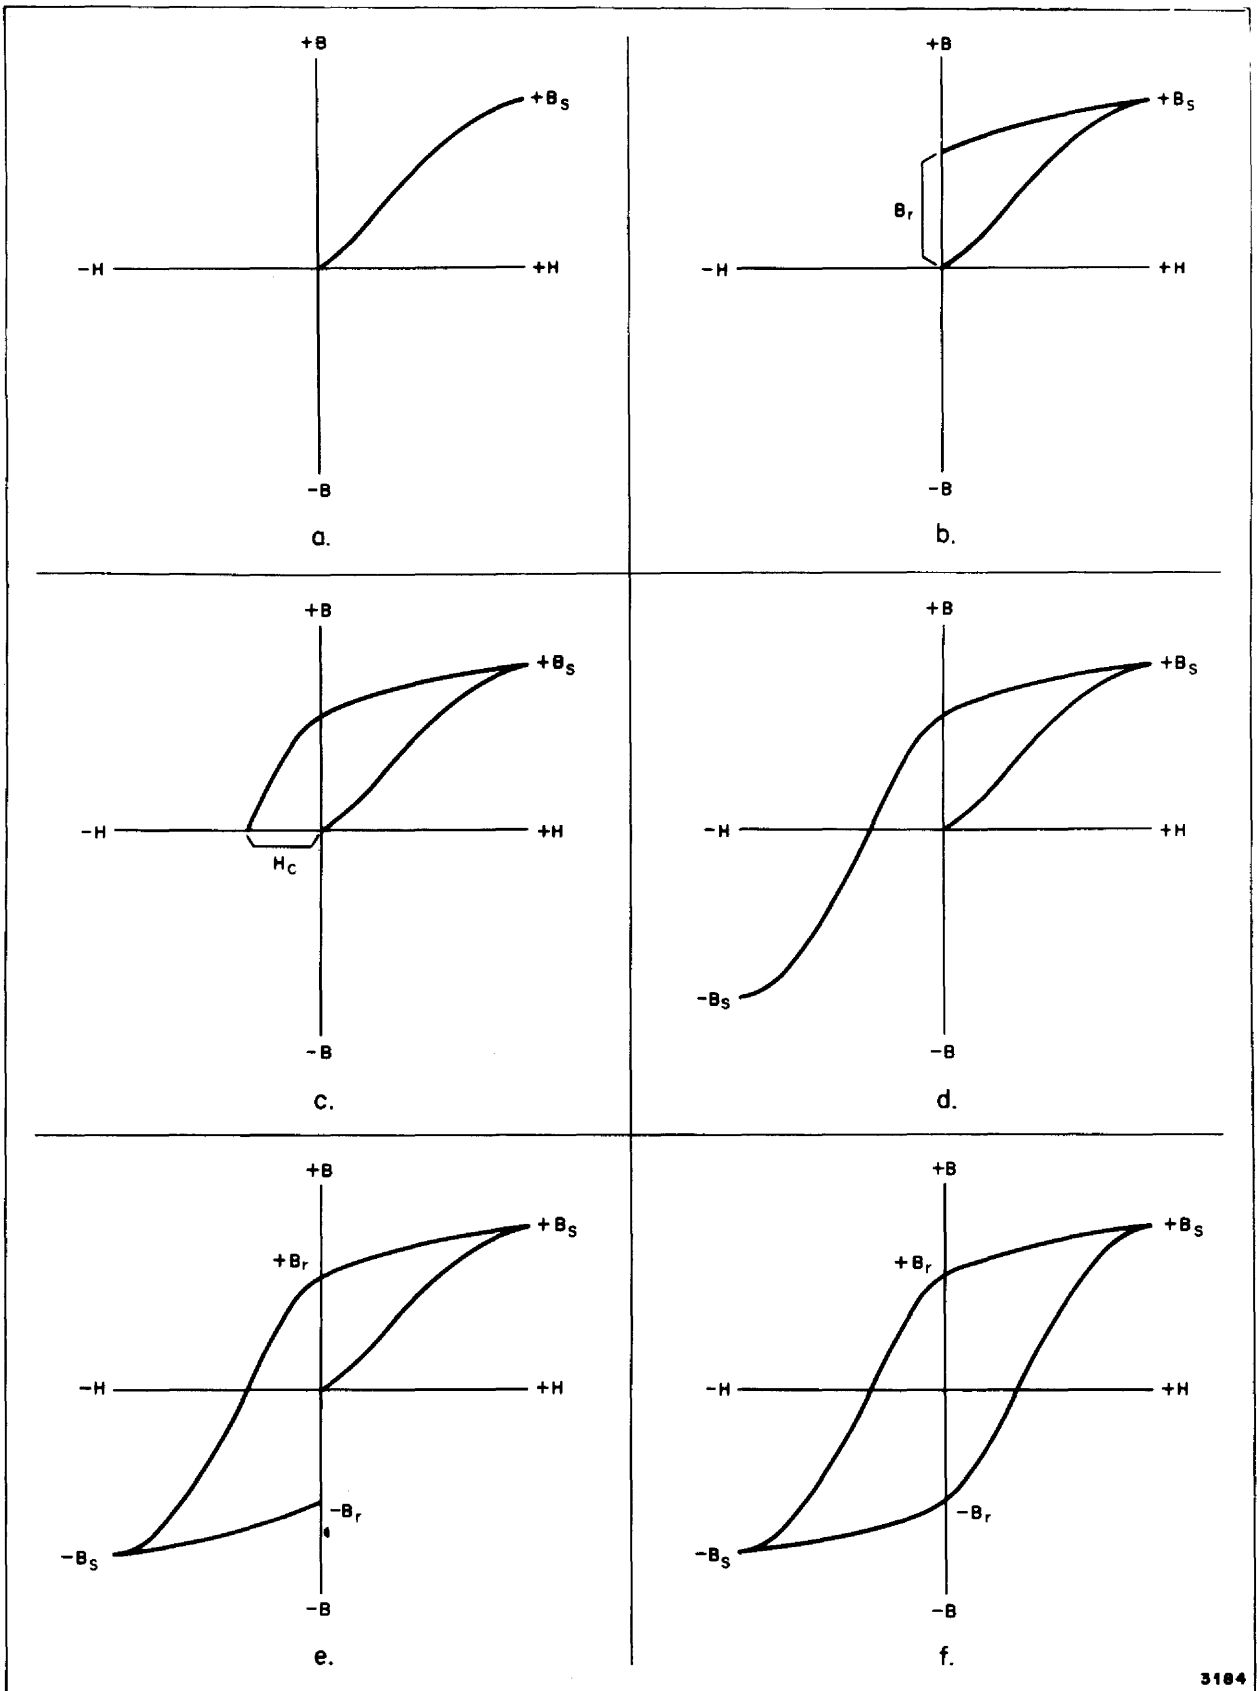 +B
+Bs
-H
+H
-B
a.
+B
+Bs
Br
-H
+H
-B
b.
+B
+Bs
-H
+H
Hc
-B
c.
+B
+Bs
-H
+H
-Bs
-B
d.
+B
+Bs
+Br
-H
+H
-Br
-Bs
-B
e.
+B
+Bs
+Br
-H
+H
-Br
-Bs
-B
f.
3184